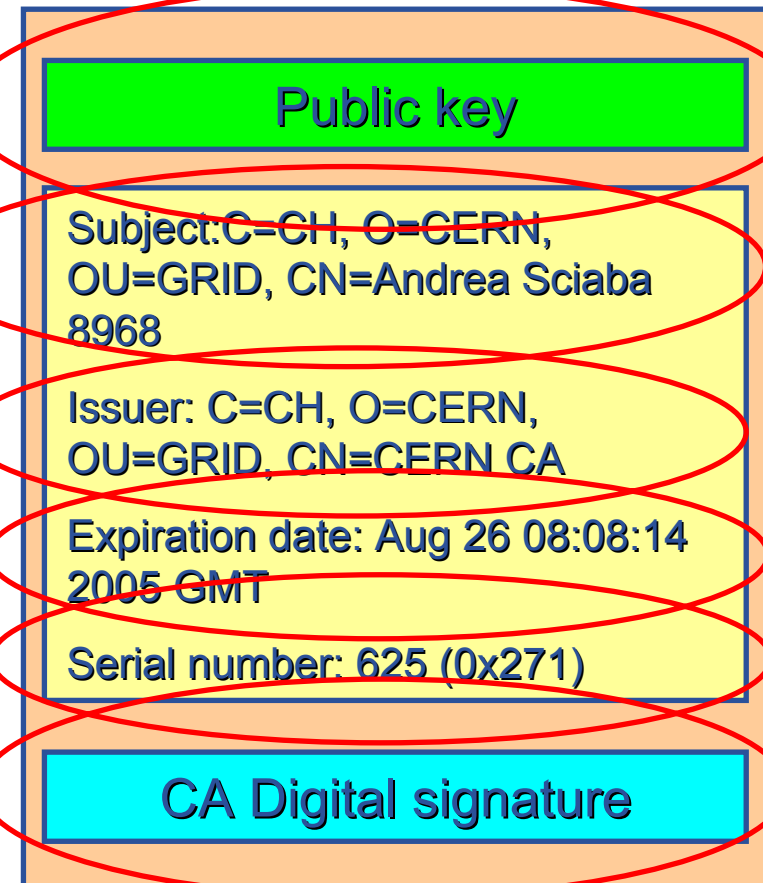 Public key
Subject:C=CH, O=CERN,
OU=GRID, CN=Andrea Sciaba
8968
Issuer: C=CH, O=CERN,
OU=GRID, CN=CERN CA
Expiration date: Aug 26 08:08:14
2005 GMT
Serial number: 625 (0x271)
CA Digital signature